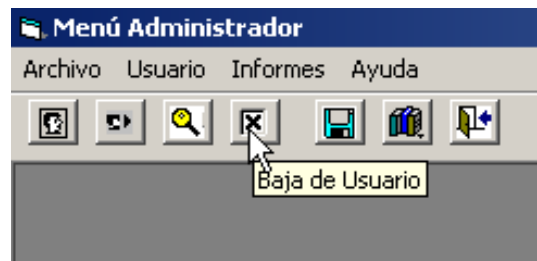 Menú Administrador
Archivo Usuario Informes Ayuda
Baja de Usuario